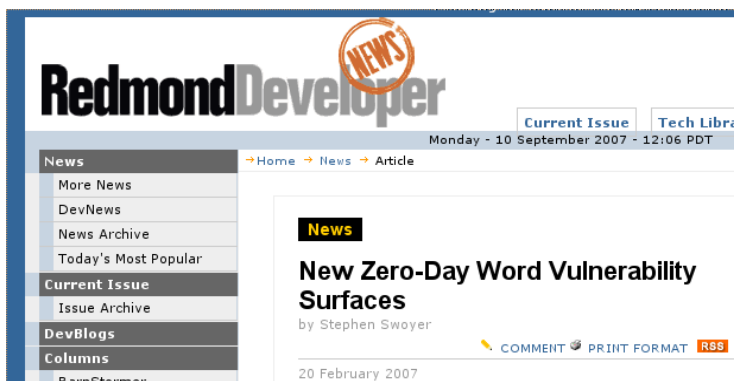 NEWS
RedmondDeveloper
Current Issue Tech Libra
Monday - 10 September 2007 - 12:06 PDT
News
More News
DevNews
News Archive
Today's Most Popular
Current Issue
Issue Archive
DevBlogs
Columns
BarnStormer
Home News Article
News
New Zero-Day Word Vulnerability
Surfaces
by Stephen Swoyer
COMMENT PRINT FORMAT RSS
20 February 2007